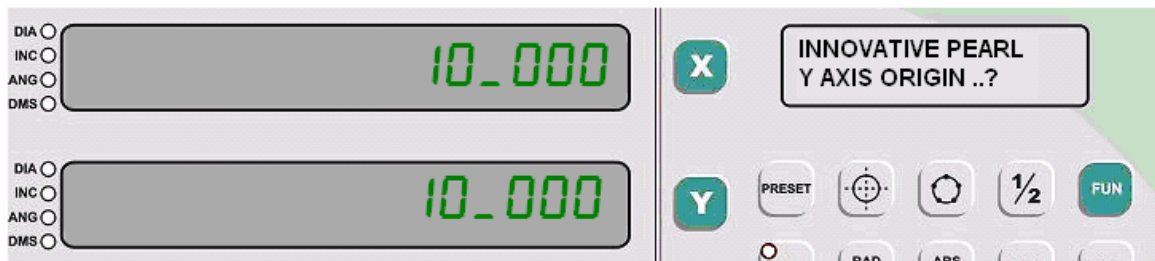 DIA
INC
ANG
DMS
10_000
X
INNOVATIVE PEARL
Y AXIS ORIGIN ..?
DIA
INC
ANG
DMS
10_000
Y
PRESET
1/2
FUN
RAD
ABS